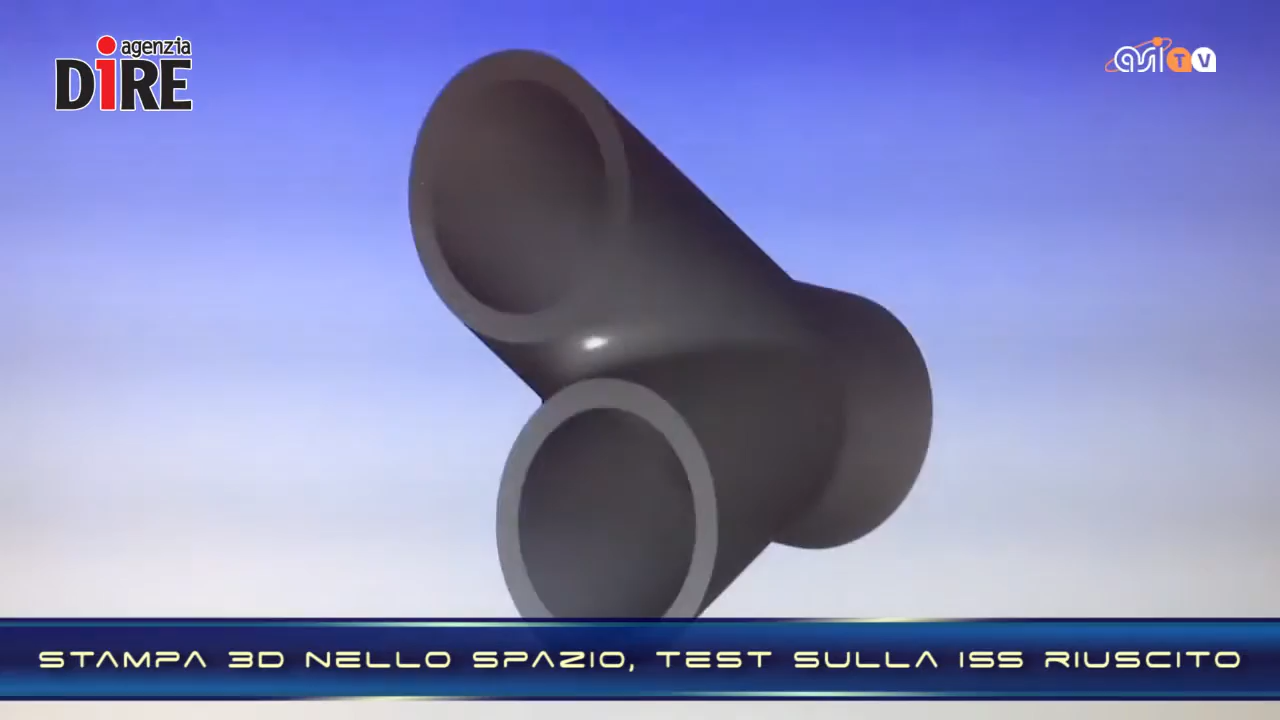 agenzia
DiRE
asi TV
STAMPA 3D NELLO SPAZIO, TEST SULLA ISS RIUSCITO